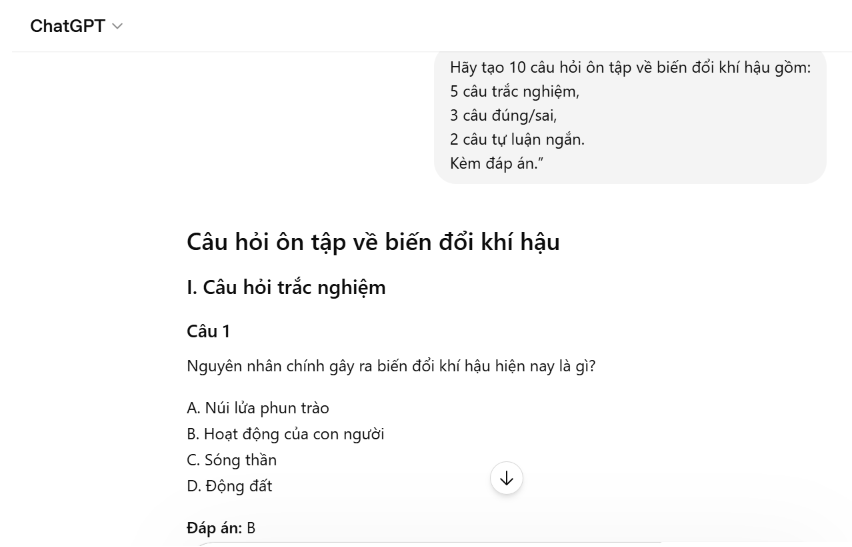 ChatGPT
Hãy tạo 10 câu hỏi ôn tập về biến đổi khí hậu gồm:
5 câu trắc nghiệm,
3 câu đúng/sai,
2 câu tự luận ngắn.
Kèm đáp án.”
Câu hỏi ôn tập về biến đổi khí hậu
I. Câu hỏi trắc nghiệm
Câu 1
Nguyên nhân chính gây ra biến đổi khí hậu hiện nay là gì?
A. Núi lửa phun trào
B. Hoạt động của con người
C. Sóng thần
D. Động đất
Đáp án: B